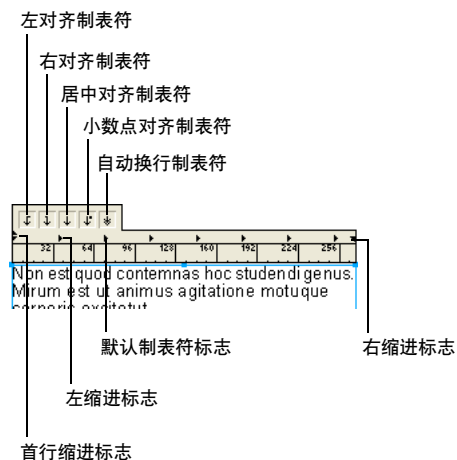 左对齐制表符
右对齐制表符
居中对齐制表符
小数点对齐制表符
自动换行制表符
32 64 96 128 160 192 224 256
Non est quod contemnas hoc studendi genus.
Mirum est ut animus agitatione motuque
corporis excitetut
默认制表符标志
右缩进标志
左缩进标志
首行缩进标志